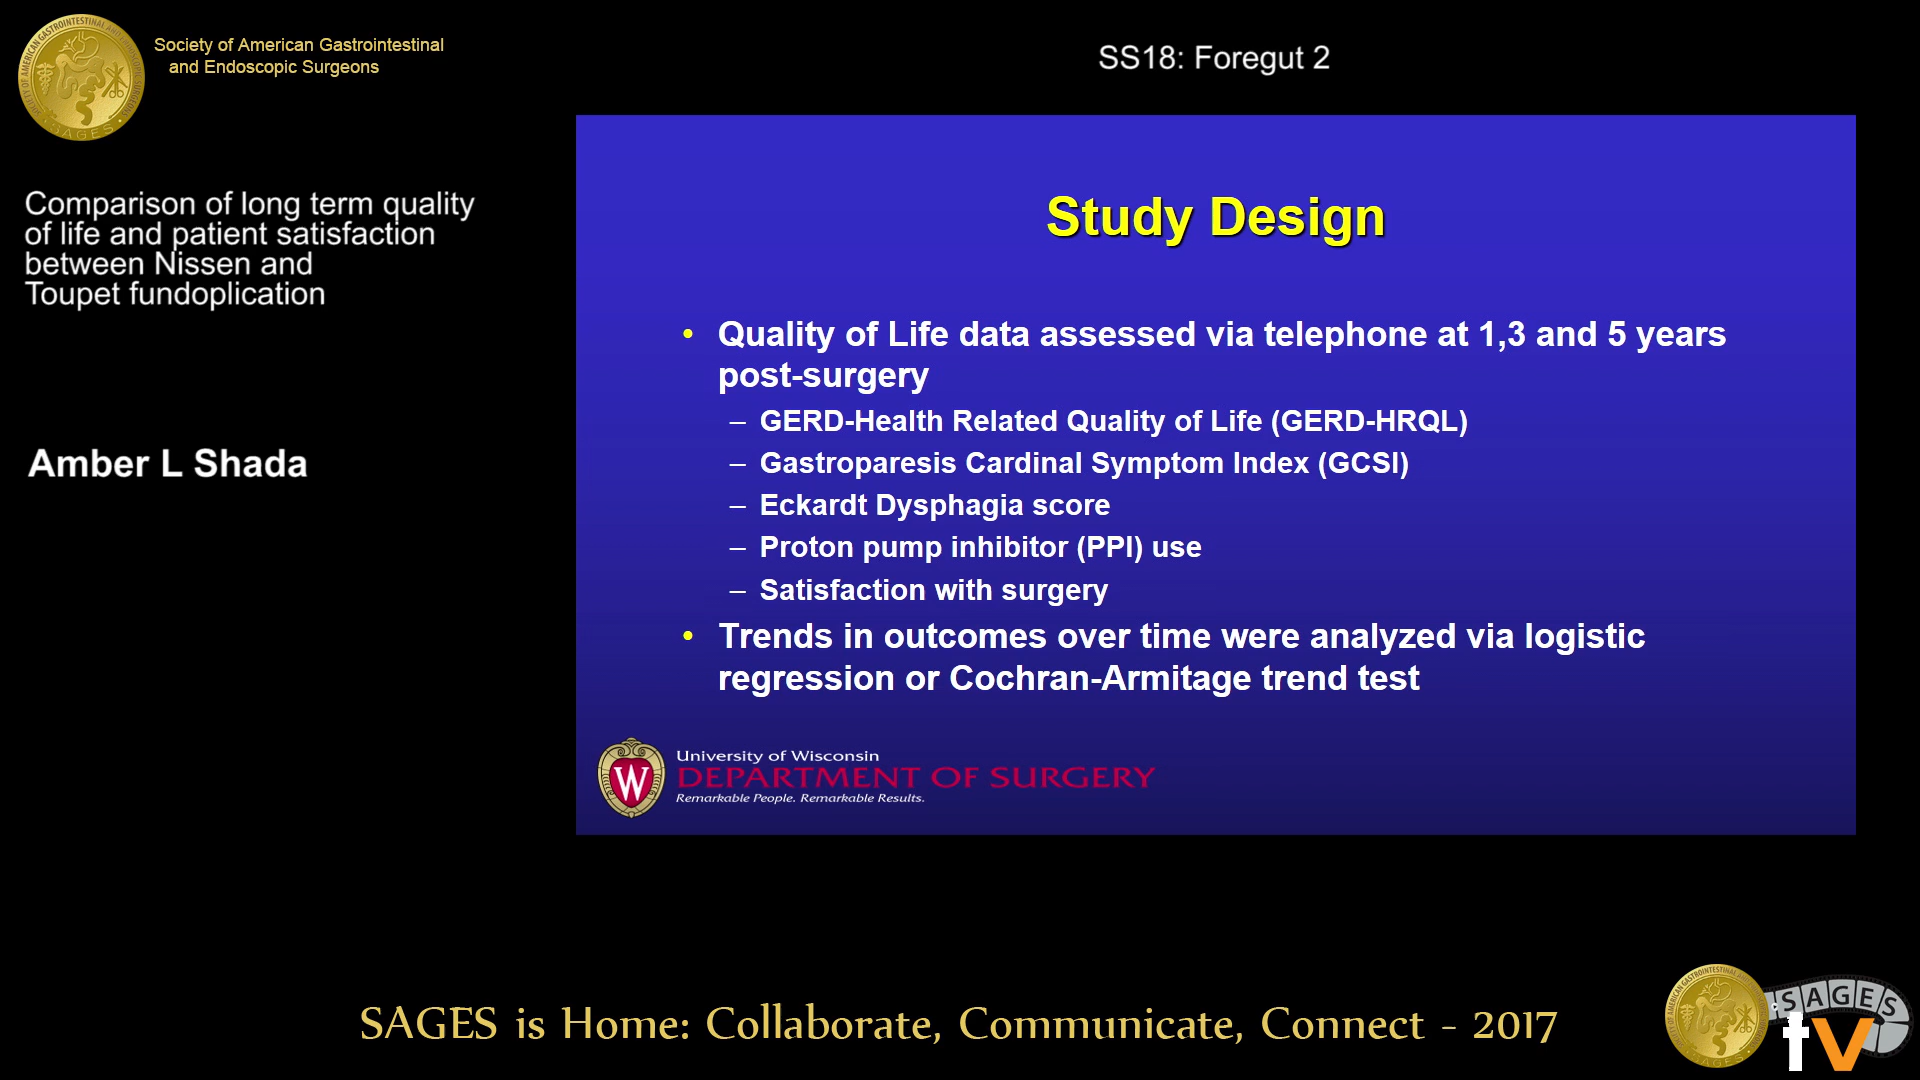 Society of American Gastrointestinal
and Endoscopic Surgeons
SS18: Foregut 2
Comparison of long term quality
of life and patient satisfaction
between Nissen and
Toupet fundoplication
Amber L Shada
Study Design
• Quality of Life data assessed via telephone at 1,3 and 5 years
post-surgery
– GERD-Health Related Quality of Life (GERD-HRQL)
– Gastroparesis Cardinal Symptom Index (GCSI)
– Eckardt Dysphagia score
– Proton pump inhibitor (PPI) use
– Satisfaction with surgery
• Trends in outcomes over time were analyzed via logistic
regression or Cochran-Armitage trend test
W
University of Wisconsin
DEPARTMENT OF SURGERY
Remarkable People. Remarkable Results.
SAGES is Home: Collaborate, Communicate, Connect - 2017
SAGES
tv